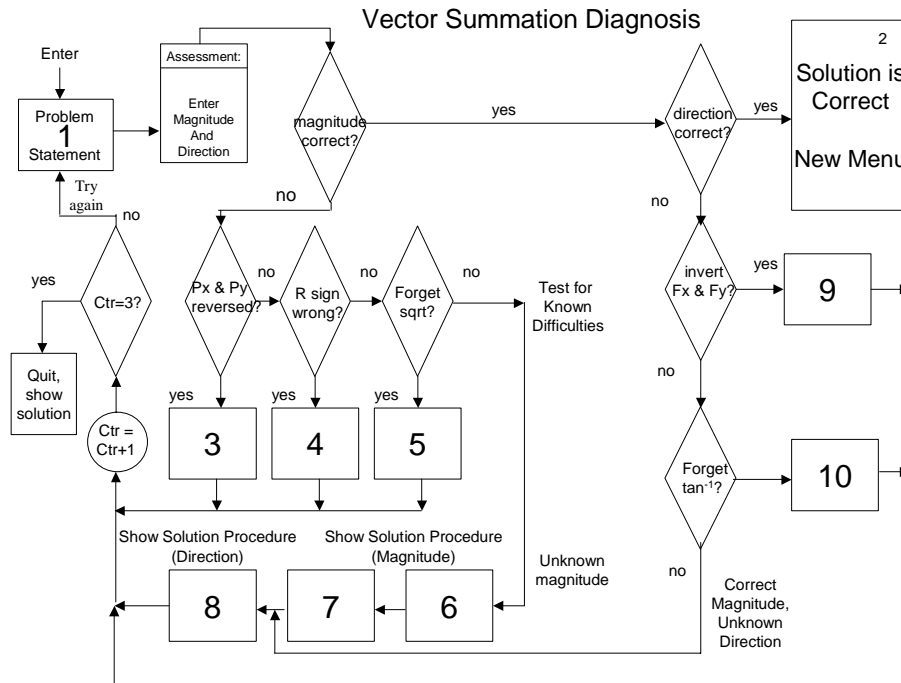 Vector Summation Diagnosis
Enter
Problem
1
Statement
Assessment:
Enter
Magnitude
And
Direction
magnitude
correct?
yes
direction
correct?
yes
2
Solution is
Correct
New Menu
no
no
Try
again
no
yes
Ctr=3?
Quit,
show
solution
Ctr =
Ctr+1
Px & Py
reversed?
no
R sign
wrong?
no
Forget
sqrt?
no
Test for
Known
Difficulties
invert
Fx & Fy?
yes
9
no
yes
3
yes
4
yes
5
Forget
tan-1?
10
no
Show Solution Procedure
(Direction)
Show Solution Procedure
(Magnitude)
Unknown
magnitude
8
7
6
Correct
Magnitude,
Unknown
Direction